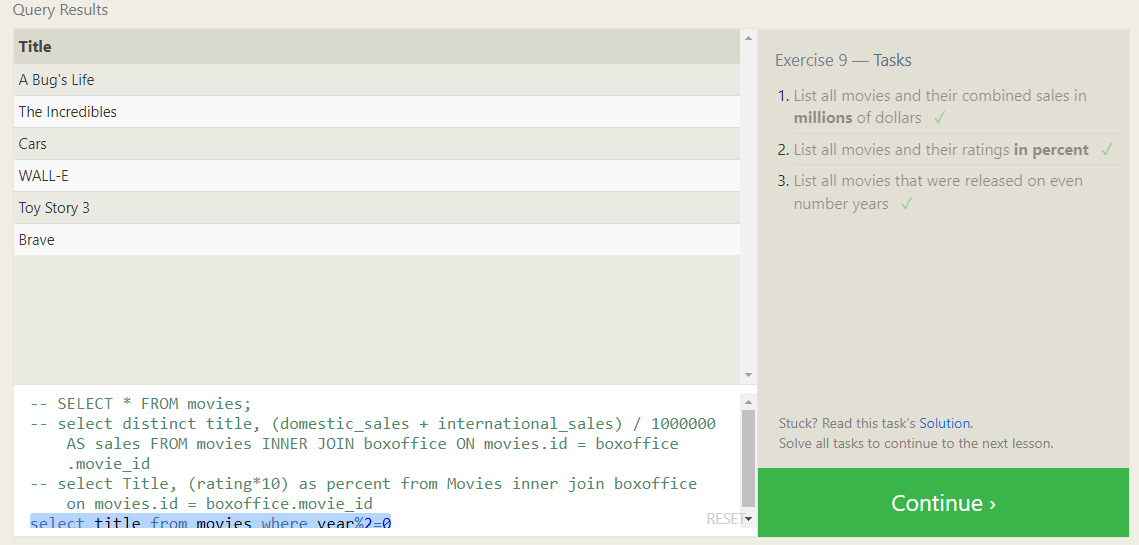 Query Results
Title
A Bug's Life
The Incredibles
Cars
WALL-E
Toy Story 3
Brave
-- SELECT * FROM movies;
-- select distinct title, (domestic_sales + international_sales) / 1000000
AS sales FROM movies INNER JOIN boxoffice ON movies.id = boxoffice
.movie_id
-- select Title, (rating*10) as percent from Movies inner join boxoffice
on movies.id = boxoffice.movie_id
select title from movies where year%2=0
RESET
Exercise 9 — Tasks
1. List all movies and their combined sales in
millions of dollars ✓
2. List all movies and their ratings in percent ✓
3. List all movies that were released on even
number years ✓
Stuck? Read this task's Solution.
Solve all tasks to continue to the next lesson.
Continue ›